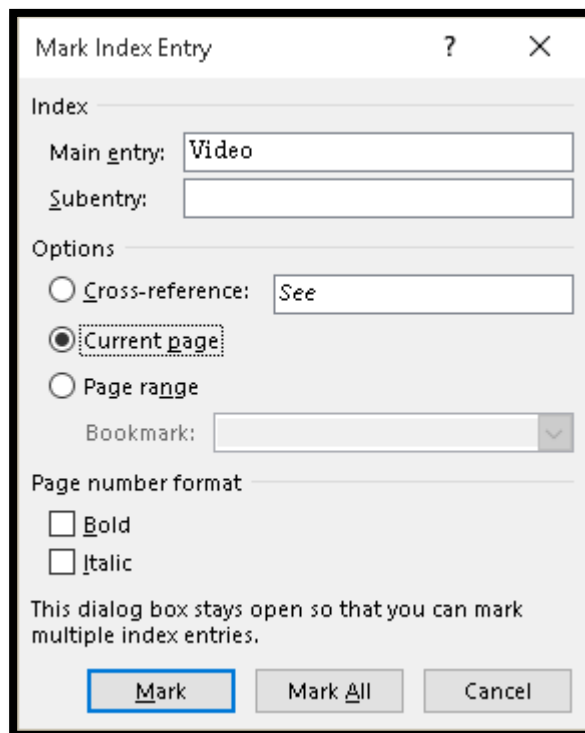 Mark Index Entry ? ×
Index
Main entry: Video
Subentry:
Options
Cross-reference: See
Current page
Page range
Bookmark:
Page number format
Bold
Italic
This dialog box stays open so that you can mark
multiple index entries.
Mark Mark All Cancel